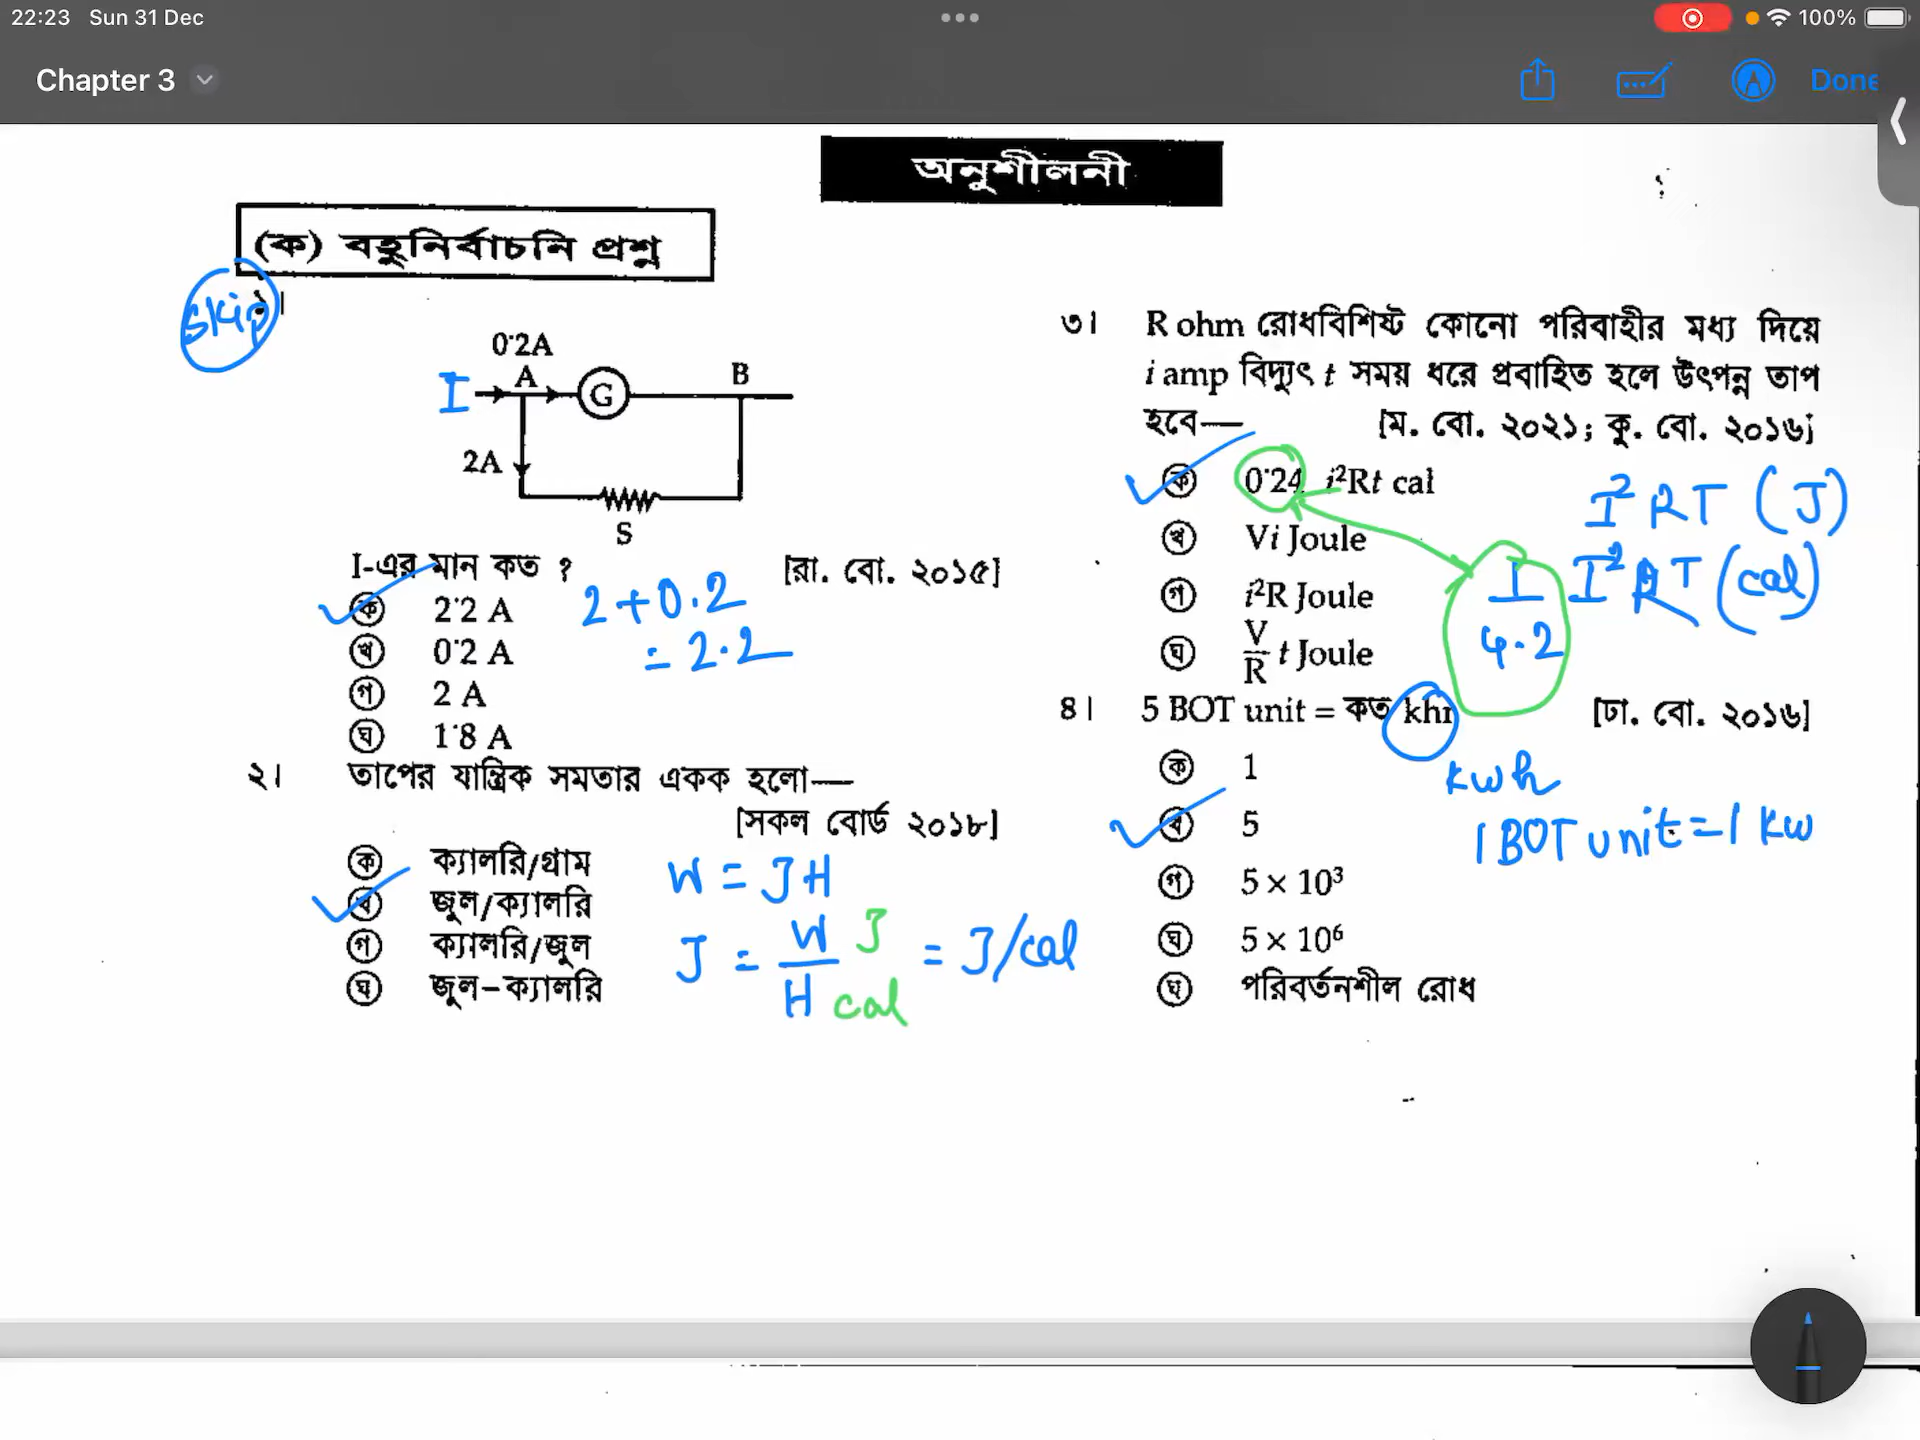 22:23 Sun 31 Dec
100%
Chapter 3
Done
অনুশীলনী
(ক) বহুনির্বাচনি প্রশ্ন
skip
১।
0·2A
I A G B
2A
S
I-এর মান কত ? [রা. বো. ২০১৫]
ক 2·2 A
খ 0·2 A
গ 2 A
ঘ 1·8 A
2 + 0.2
= 2.2
২। তাপের যান্ত্রিক সমতার একক হলো—
[সকল বোর্ড ২০১৮]
ক ক্যালরি/গ্রাম
খ জুল/ক্যালরি
গ ক্যালরি/জুল
ঘ জুল–ক্যালরি
W = JH
J = W J / H cal = J/cal
৩। R ohm রোধবিশিষ্ট কোনো পরিবাহীর মধ্য দিয়ে
i amp বিদ্যুৎ t সময় ধরে প্রবাহিত হলে উৎপন্ন তাপ
হবে— [ম. বো. ২০২১; কু. বো. ২০১৬]
ক 0·24 i²Rt cal
খ Vi Joule
গ i²R Joule
ঘ V/R t Joule
I² R T (J)
1/4.2 I² R T (cal)
৪। 5 BOT unit = কত khr [ঢা. বো. ২০১৬]
ক 1
খ 5
গ 5 × 10³
ঘ 5 × 10⁶
ঘ পরিবর্তনশীল রোধ
kwh
1 BOT unit = 1 kw